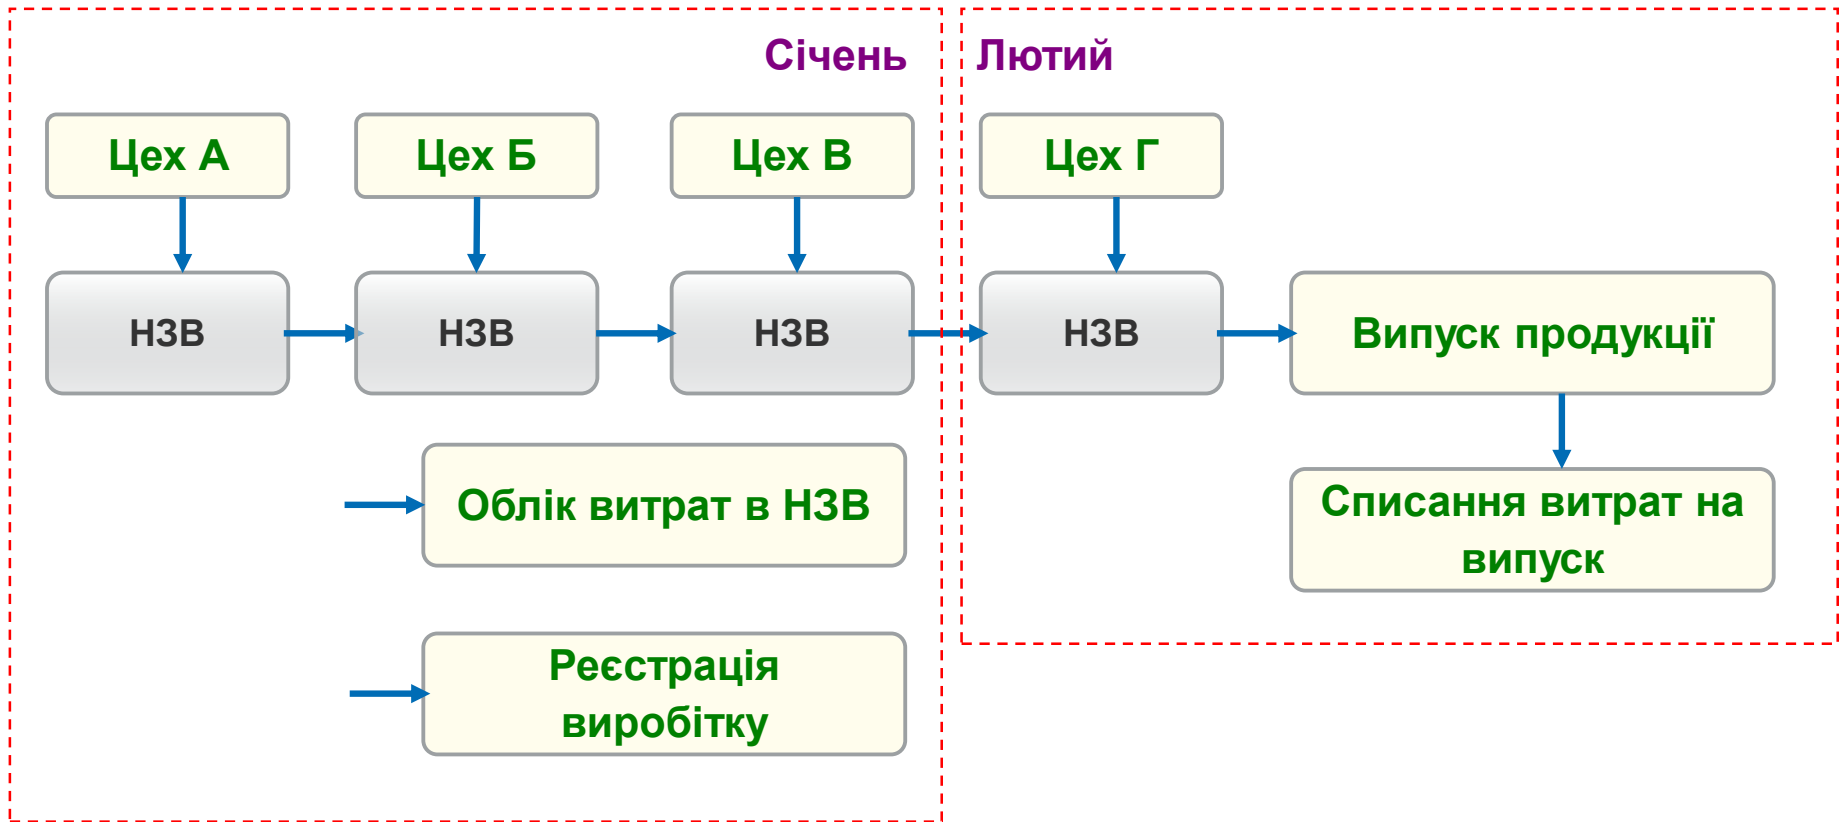 Січень
Лютий
Цех А
Цех Б
Цех В
Цех Г
НЗВ
НЗВ
НЗВ
НЗВ
Випуск продукції
Облік витрат в НЗВ
Списання витрат на
випуск
Реєстрація
виробітку